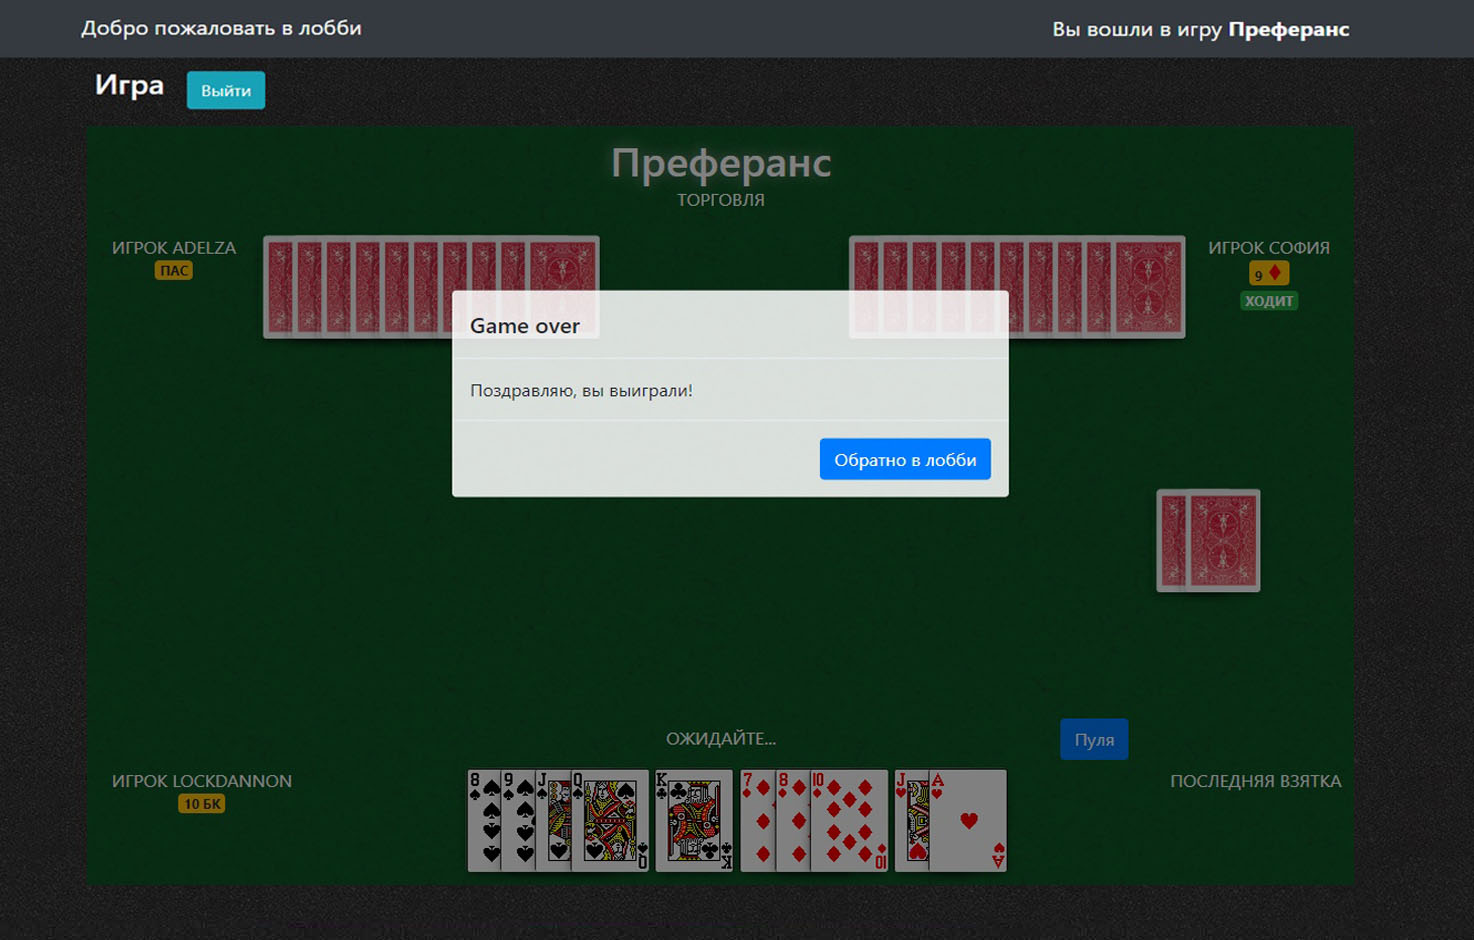 Добро пожаловать в лобби
Вы вошли в игру Преферанс
Игра
Выйти
Преферанс
ТОРГОВЛЯ
ИГРОК ADELZA
ПАС
ИГРОК СОФИЯ
9 ♦
ХОДИТ
Game over
Поздравляю, вы выиграли!
Обратно в лобби
ОЖИДАЙТЕ...
Пуля
ИГРОК LOCKDANNON
10 БК
ПОСЛЕДНЯЯ ВЗЯТКА
8 9 J Q K 7 8 10 J A
Q K 10 A